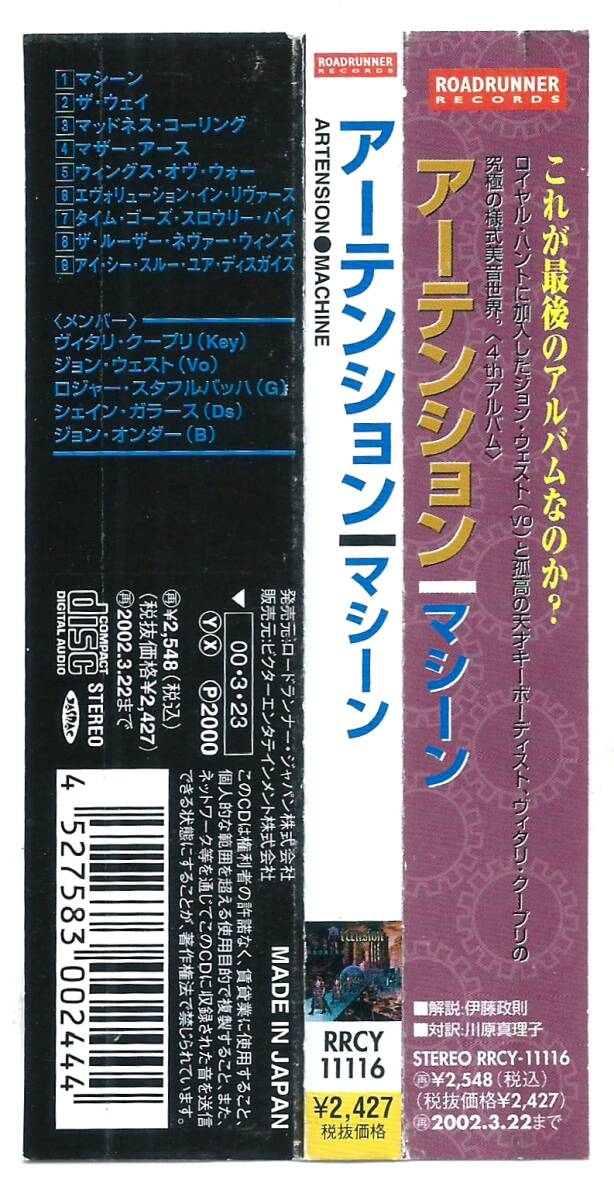 ROADRUNNER
RECORDS
これが最後のアルバムなのか?
ロイヤル・ハントに加入したジョン・ウェスト(vo)と孤高の天才キーボーディスト、ヴィタリ・クープリの
究極の様式美音世界。〈4thアルバム〉
アーテンション
マシーン
■解説:伊藤政則
■対訳:川原真理子
STEREO RRCY-11116
再¥2,548(税込)
(税抜価格¥2,427)
再2002.3.22まで
ROADRUNNER
RECORDS
アーテンション
マシーン
ARTENSION●MACHINE
Artension
RRCY
11116
¥2,427
税抜価格
1マシーン
2ザ・ウェイ
3マッドネス・コーリング
4マザー・アース
5ウィングス・オヴ・ウォー
6エヴォリューション・イン・リヴァース
7タイム・ゴーズ・スロウリー・バイ
8ザ・ルーザー・ネヴァー・ウィンズ
9アイ・シー・スルー・ユア・ディスガイス
〈メンバー〉
ヴィタリ・クープリ(Key)
ジョン・ウェスト(Vo)
ロジャー・スタフルバッハ(G)
シェイン・ガラース(Ds)
ジョン・オンダー(B)
発売元:ロードランナー・ジャパン株式会社
販売元:ビクターエンタテインメント株式会社
00・3・23
Y X P2000
再¥2,548(税込)
(税抜価格¥2,427)
再2002.3.22まで
COMPACT
disc
DIGITAL AUDIO
STEREO
このCDは権利者の許諾なく、賃貸業に使用すること、
個人的な範囲を超える使用目的で複製すること、また、
ネットワーク等を通じてこのCDに収録された音を送信
できる状態にすることが、著作権法で禁じられています。
MADE IN JAPAN
4 527583 002444